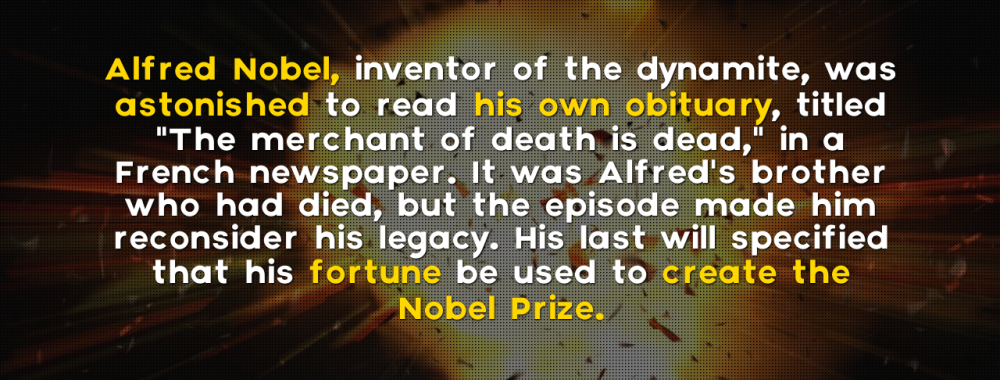 Alfred Nobel, inventor of the dynamite, was
astonished to read his own obituary, titled
"The merchant of death is dead," in a
French newspaper. It was Alfred's brother
who had died, but the episode made him
reconsider his legacy. His last will specified
that his fortune be used to create the
Nobel Prize.